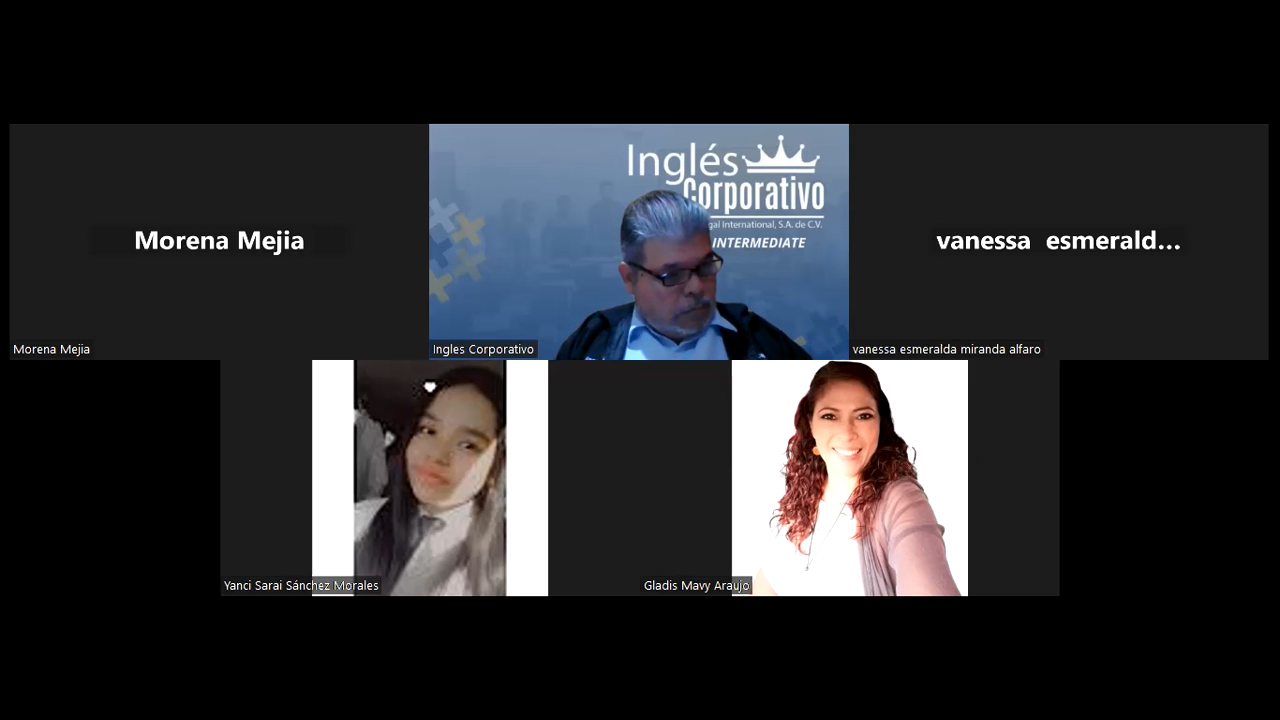 Morena Mejia
Morena Mejia
Inglés
Corporativo
gal International, S.A. de C.V.
INTERMEDIATE
Ingles Corporativo
vanessa esmerald...
vanessa esmeralda miranda alfaro
Yanci Sarai Sánchez Morales
Gladis Mavy Araujo